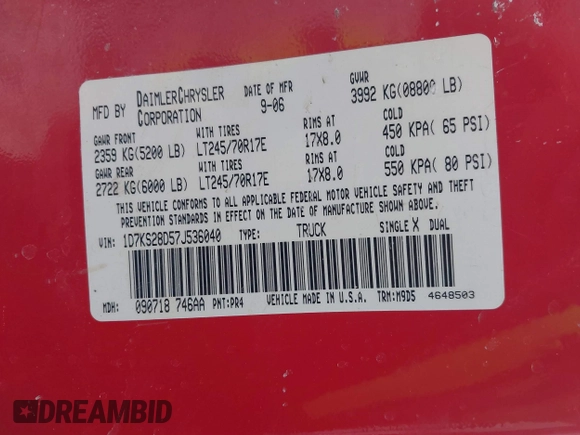 MFD BY DAIMLERCHRYSLER CORPORATION
DATE OF MFR 9-06
GVWR 3992 KG(08800 LB)
GAWR FRONT WITH TIRES RIMS AT COLD
2359 KG(5200 LB) LT245/70R17E 17X8.0 450 KPA( 65 PSI)
GAWR REAR WITH TIRES RIMS AT COLD
2722 KG(6000 LB) LT245/70R17E 17X8.0 550 KPA( 80 PSI)
THIS VEHICLE CONFORMS TO ALL APPLICABLE FEDERAL MOTOR VEHICLE SAFETY AND THEFT
PREVENTION STANDARDS IN EFFECT ON THE DATE OF MANUFACTURE SHOWN ABOVE.
VIN: 1D7KS28D57J536040 TYPE: TRUCK SINGLE X DUAL
MDH: 090718 746AA PNT:PR4 VEHICLE MADE IN U.S.A. TRM:M9D5 4648503
DREAMBID